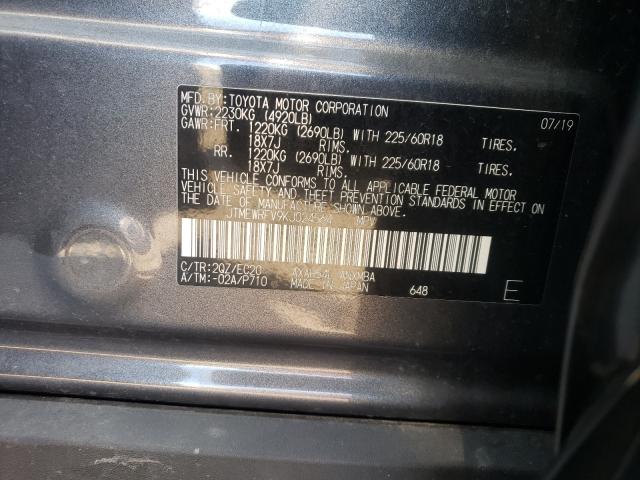 MFD.BY:TOYOTA MOTOR CORPORATION 07/19
GVWR:2230KG (4920LB)
GAWR:FRT. 1220KG (2690LB) WITH 225/60R18 TIRES.
18X7J RIMS.
RR. 1220KG (2690LB) WITH 225/60R18 TIRES.
18X7J RIMS.
THIS VEHICLE CONFORMS TO ALL APPLICABLE FEDERAL MOTOR
VEHICLE SAFETY AND THEFT PREVENTION STANDARDS IN EFFECT ON
THE DATE OF MANUFACTURE SHOWN ABOVE.
C/TR:2QZ/EC20
A/TM:-02A/P710 MADE IN JAPAN 648 E